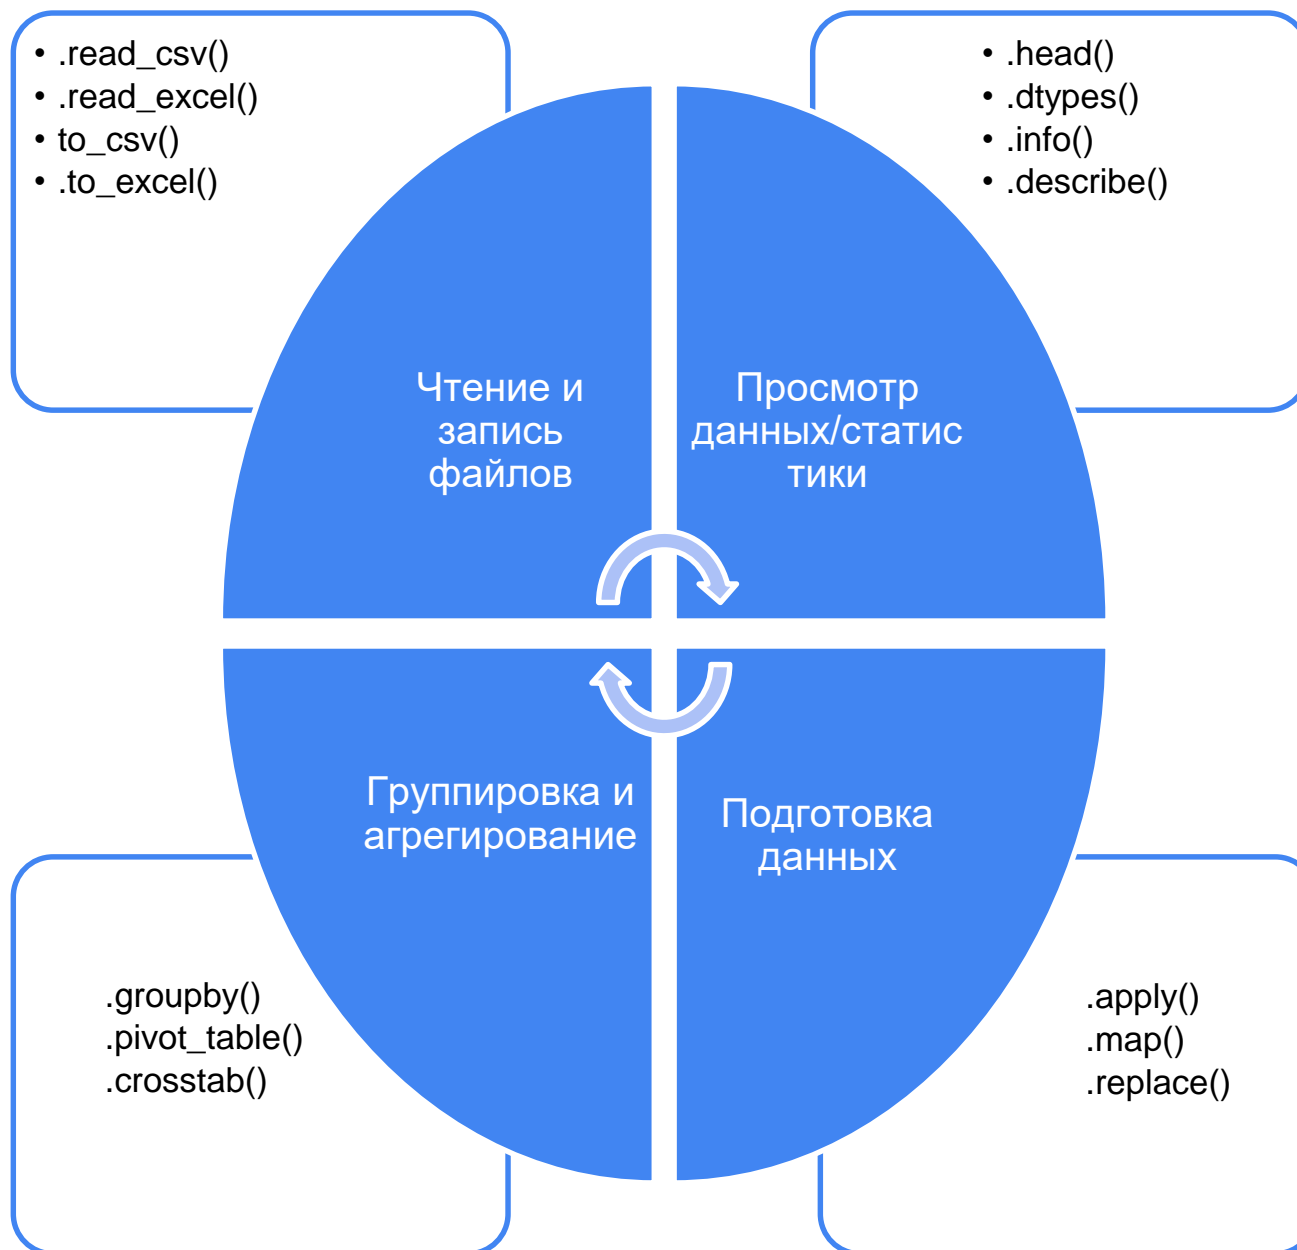 • .read_csv()
• .read_excel()
• to_csv()
• .to_excel()
• .head()
• .dtypes()
• .info()
• .describe()
Чтение и
запись
файлов
Просмотр
данных/статис
тики
Группировка и
агрегирование
Подготовка
данных
.groupby()
.pivot_table()
.crosstab()
.apply()
.map()
.replace()